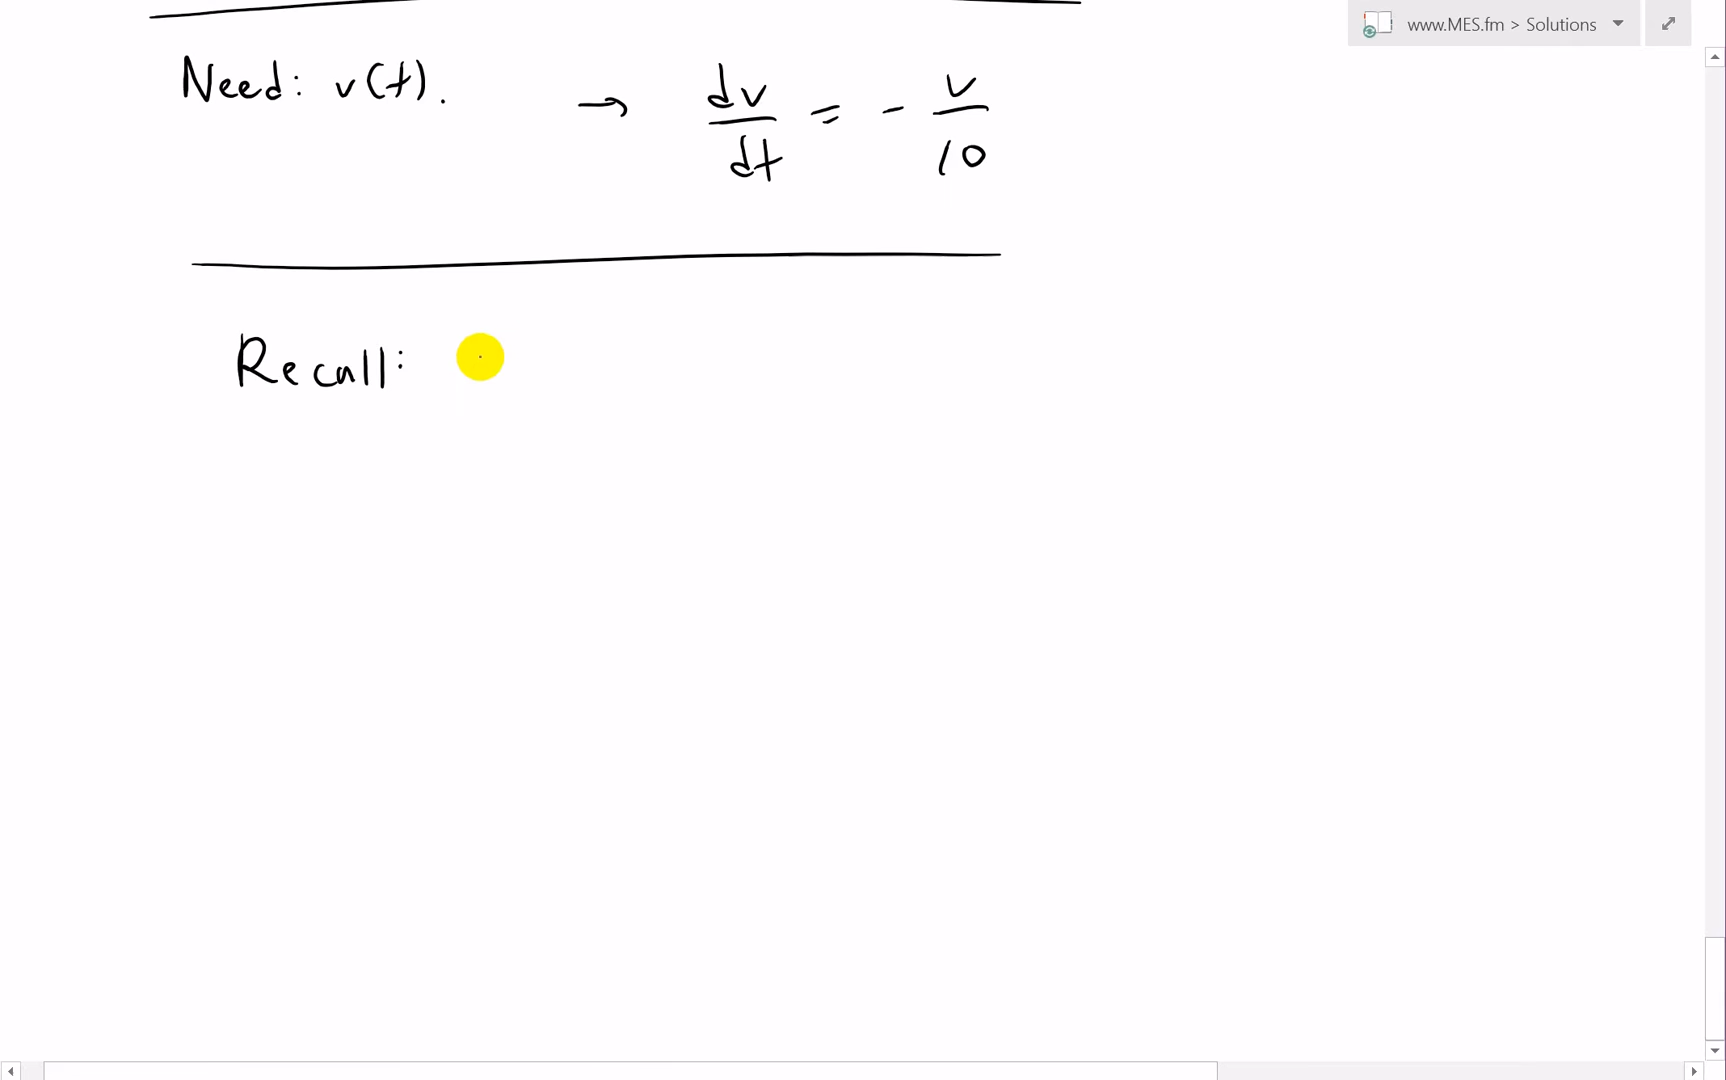 www.MES.fm > Solutions
Need: v(t). → dv/dt = - v/10
Recall: